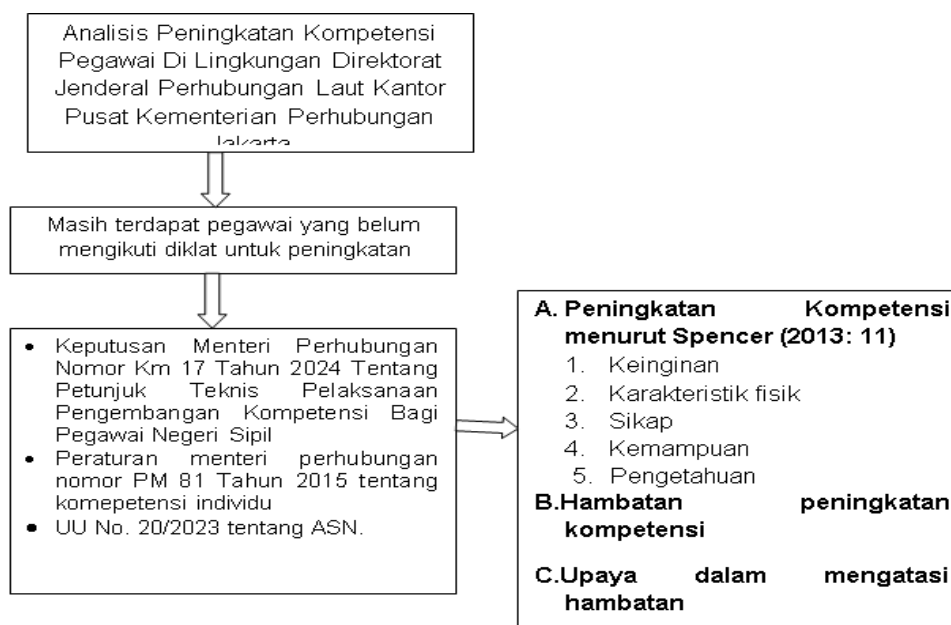 Analisis Peningkatan Kompetensi
Pegawai Di Lingkungan Direktorat
Jenderal Perhubungan Laut Kantor
Pusat Kementerian Perhubungan
Jakarta
Masih terdapat pegawai yang belum
mengikuti diklat untuk peningkatan
• Keputusan Menteri Perhubungan
Nomor Km 17 Tahun 2024 Tentang
Petunjuk Teknis Pelaksanaan
Pengembangan Kompetensi Bagi
Pegawai Negeri Sipil
• Peraturan menteri perhubungan
nomor PM 81 Tahun 2015 tentang
komepetensi individu
• UU No. 20/2023 tentang ASN.
A. Peningkatan Kompetensi
menurut Spencer (2013: 11)
1. Keinginan
2. Karakteristik fisik
3. Sikap
4. Kemampuan
5. Pengetahuan
B.Hambatan peningkatan
kompetensi
C.Upaya dalam mengatasi
hambatan